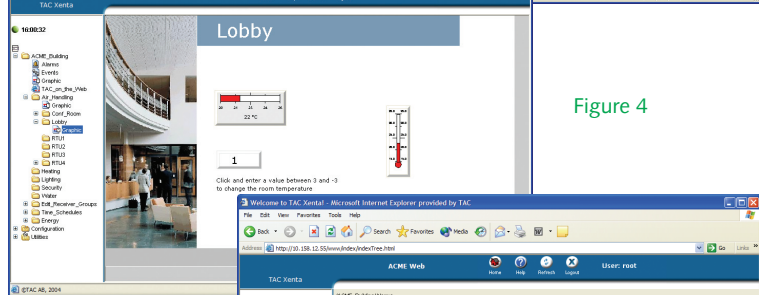 TAC Xenta
16:00:32
Lobby
ACME_Building
Alarms
Events
Graphic
TAC_on_the_Web
Air_Handling
Graphic
Conf_Room
Lobby
Graphic
RTU1
RTU2
RTU3
RTU4
Heating
Lighting
Security
Water
Edit_Receiver_Groups
Time_Schedules
Energy
Configuration
Utilities
22 °C
1
Click and enter a value between 3 and -3
to change the room temperature
Figure 4
©TAC AB, 2004
Welcome to TAC Xenta! - Microsoft Internet Explorer provided by TAC
File Edit View Favorites Tools Help
Back Search Favorites Media
Address http://10.158.12.55/www/index/indexTree.html Go Links »
ACME Web Home Help Refresh Logout User: root
TAC Xenta